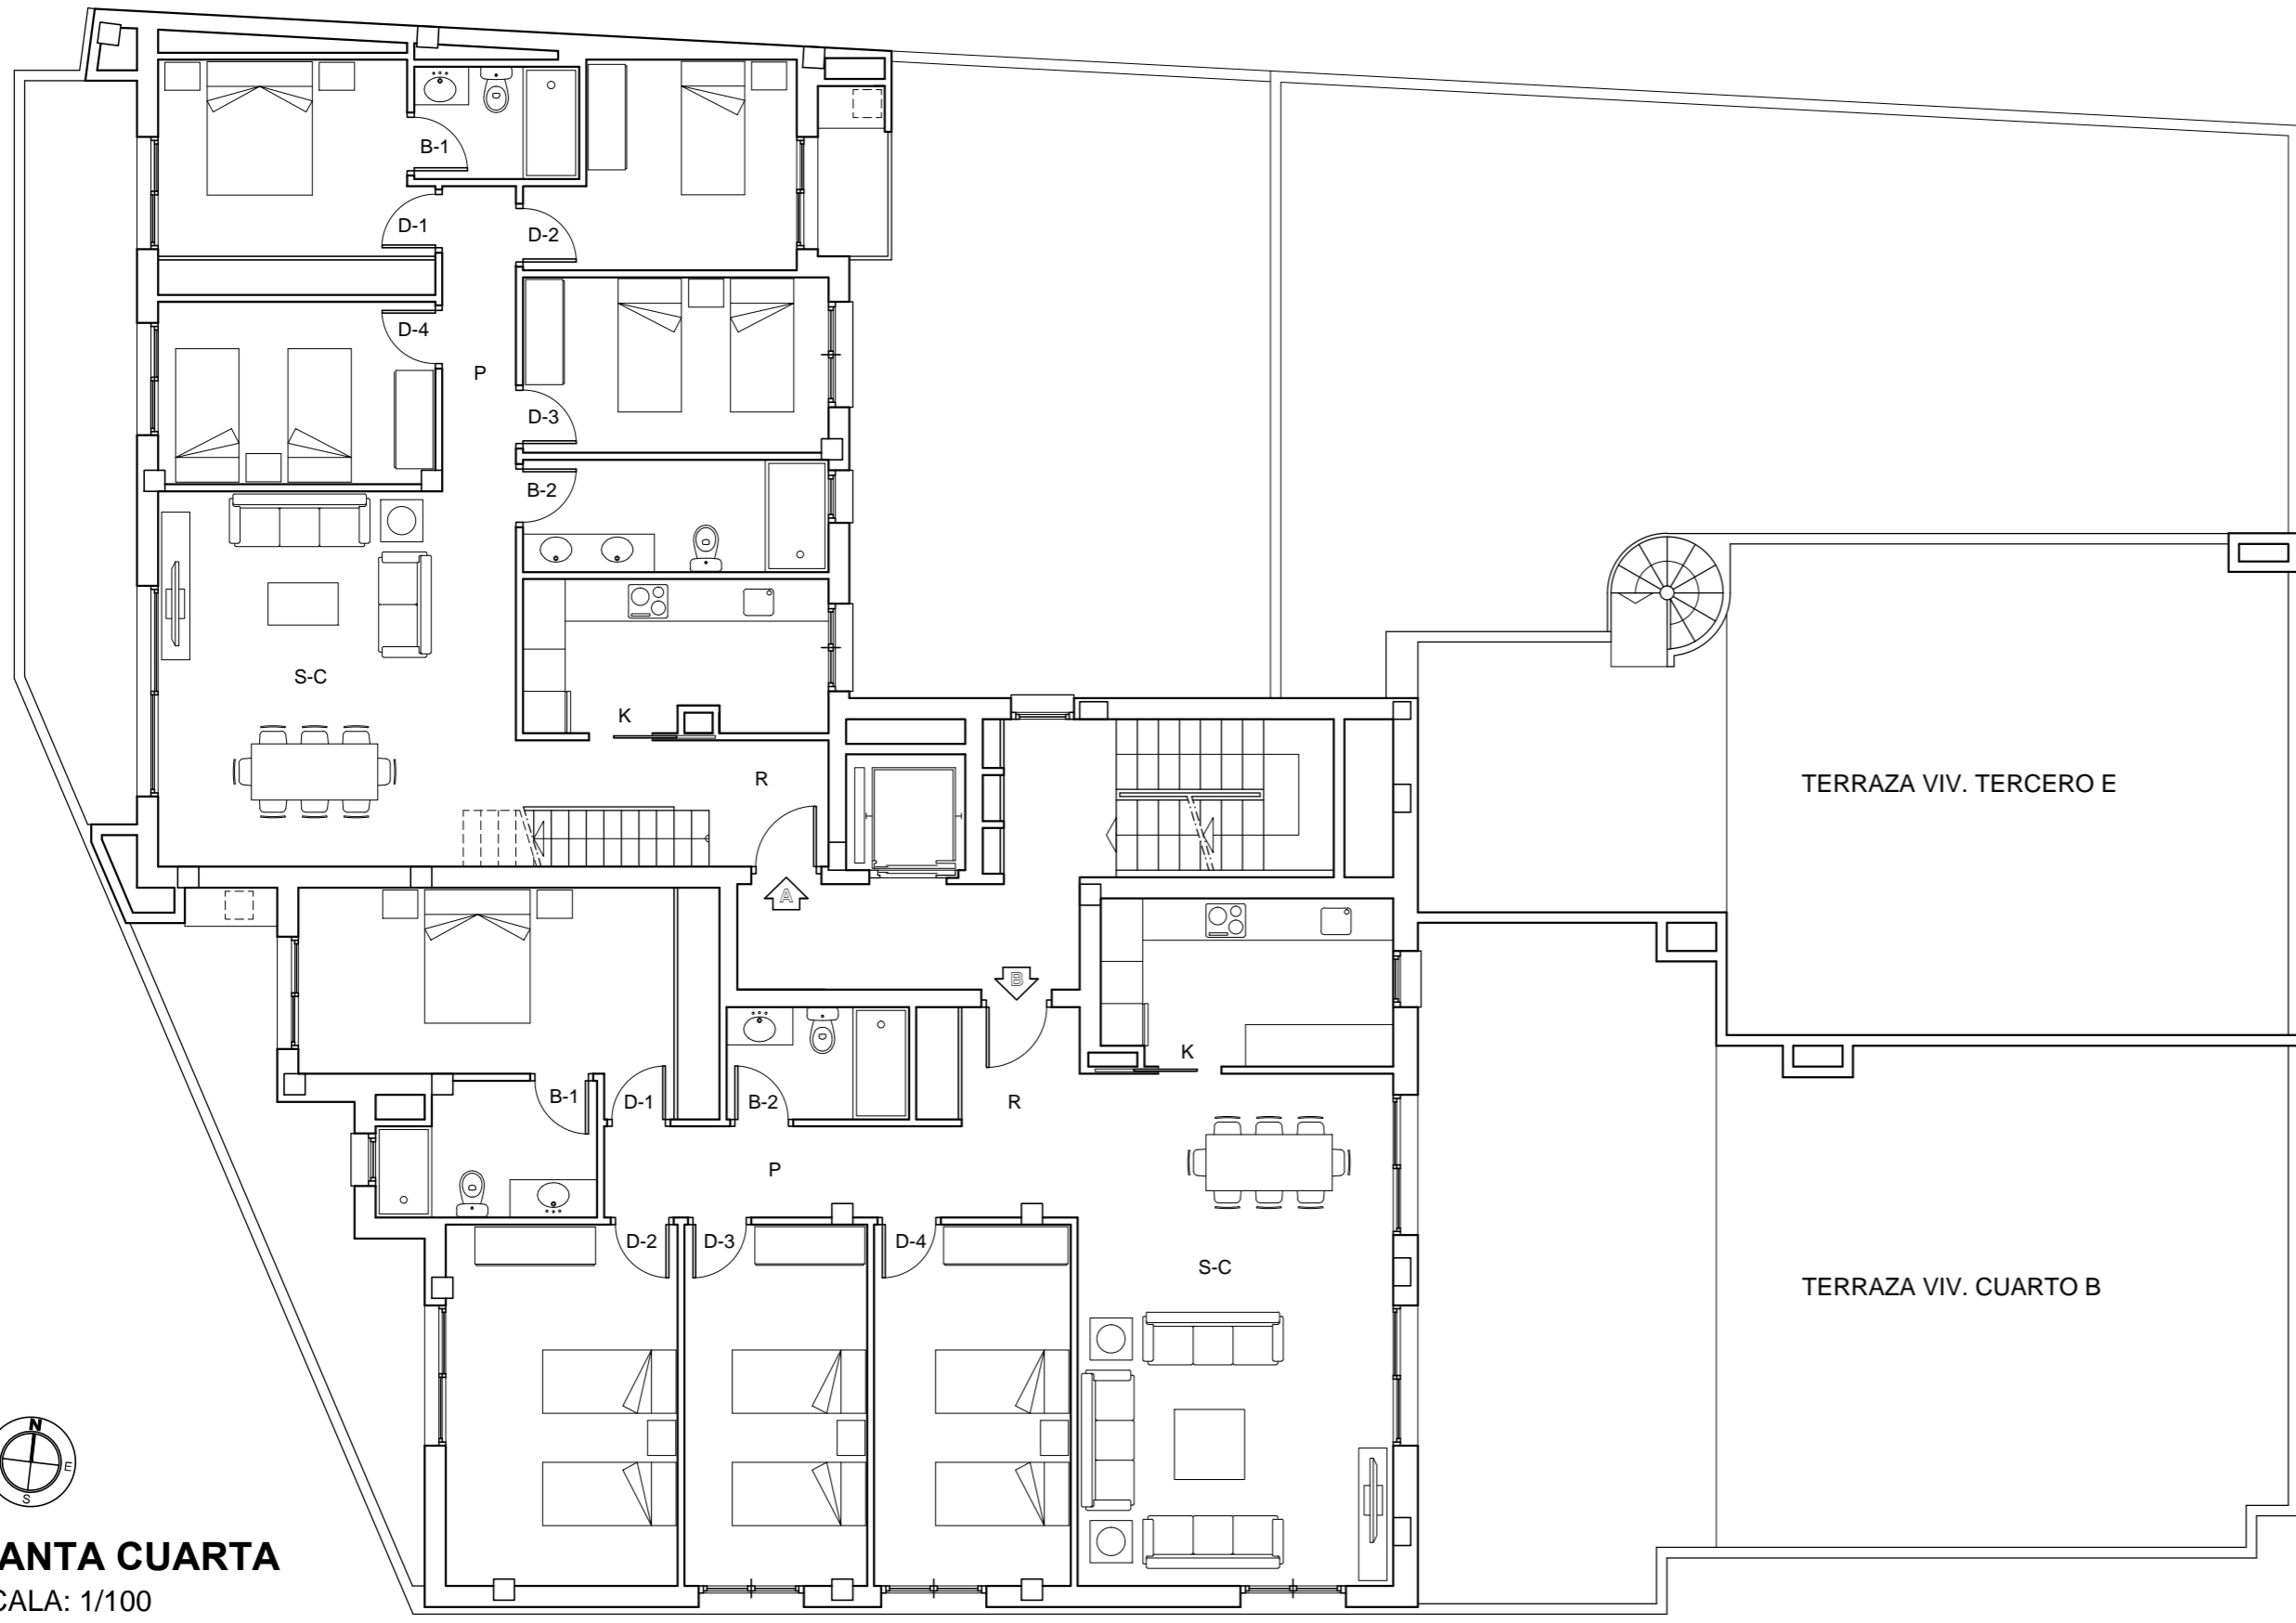 B-1
D-1
D-2
D-4
P
D-3
B-2
S-C
K
R
TERRAZA VIV. TERCERO E
A
B
K
B-1
D-1
B-2
R
P
D-2
D-3
D-4
S-C
TERRAZA VIV. CUARTO B
N
E
S
ANTA CUARTA
CALA: 1/100